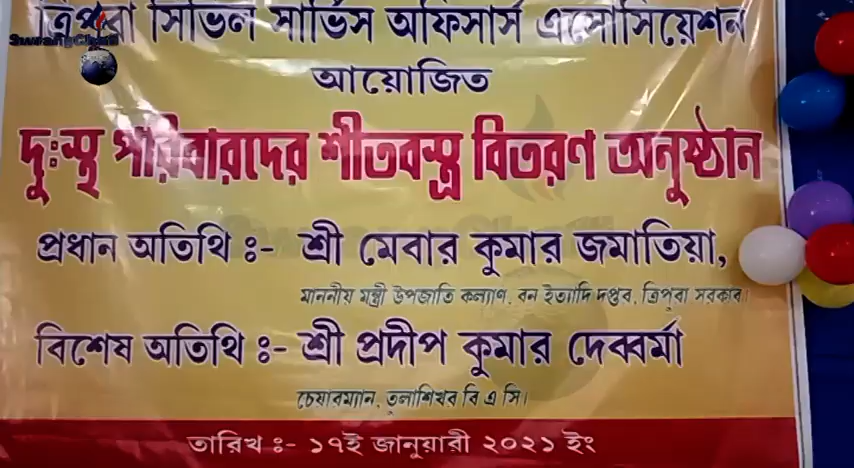 ত্রিপুরা সিভিল সার্ভিস অফিসার্স এসোসিয়েশন
আয়োজিত
দুঃস্থ পরিবারদের শীতবস্ত্র বিতরণ অনুষ্ঠান
প্রধান অতিথি ঃ- শ্রী মেবার কুমার জমাতিয়া,
মাননীয় মন্ত্রী উপজাতি কল্যাণ, বন ইত্যাদি দপ্তর, ত্রিপুরা সরকার।
বিশেষ অতিথি ঃ- শ্রী প্রদীপ কুমার দেববর্মা
চেয়ারম্যান, তুলাশিখর বি এ সি।
তারিখ ঃ- ১৭ই জানুয়ারী ২০২১ ইং